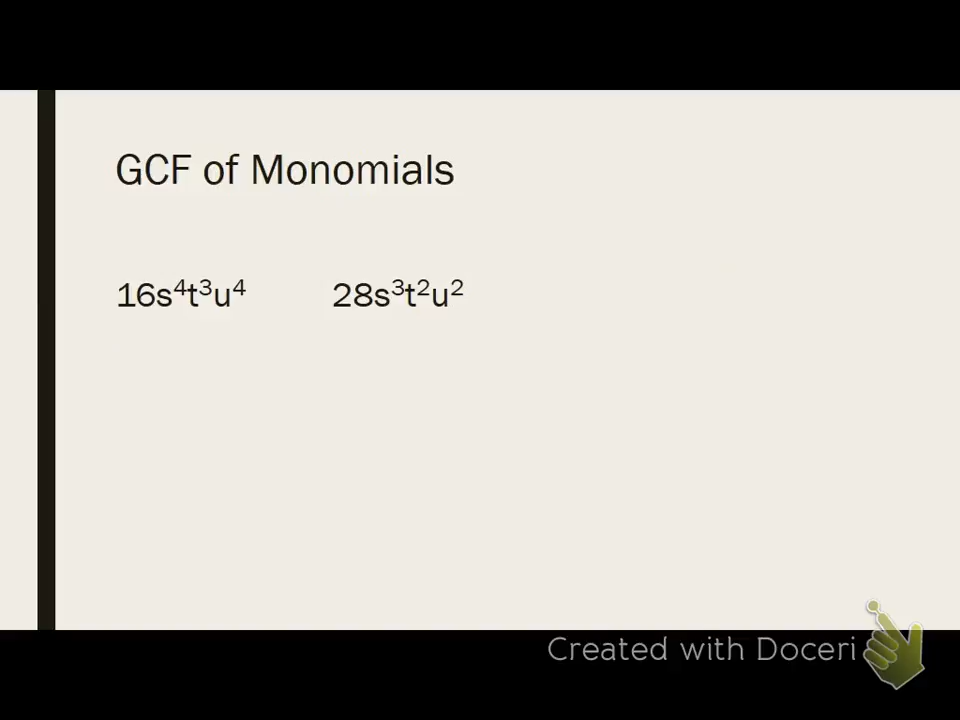 GCF of Monomials
16s⁴t³u⁴ 28s³t²u²
Created with Doceri